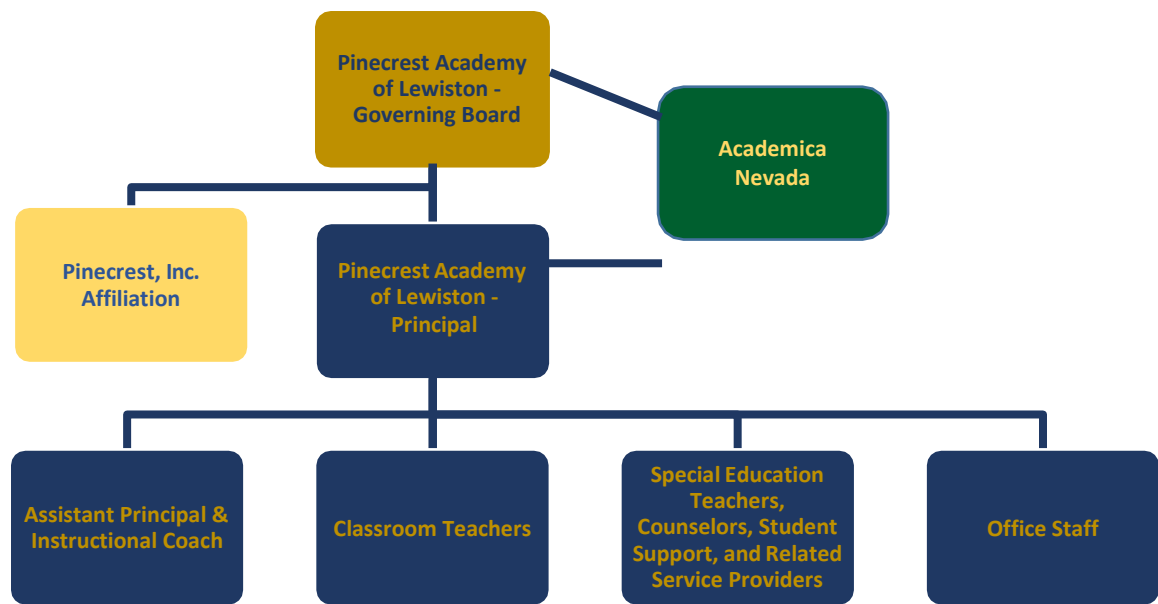 Pinecrest Academy
of Lewiston -
Governing Board
Academica
Nevada
Pinecrest, Inc.
Affiliation
Pinecrest Academy
of Lewiston -
Principal
Assistant Principal &
Instructional Coach
Classroom Teachers
Special Education
Teachers,
Counselors, Student
Support, and Related
Service Providers
Office Staff